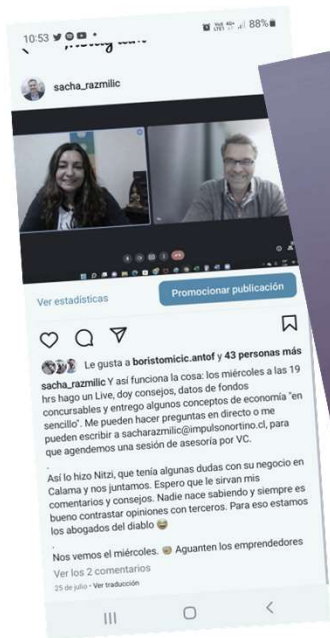 10:53
88%
sacha_razmilic
Ver estadísticas
Promocionar publicación
Le gusta a boristomicic.antof y 43 personas más
sacha_razmilic Y así funciona la cosa: los miércoles a las 19
hrs hago un Live, doy consejos, datos de fondos
concursables y entrego algunos conceptos de economía "en
sencillo". Me pueden hacer preguntas en directo o me
pueden escribir a sacharazmilic@impulsonortino.cl, para
que agendemos una sesión de asesoría por VC.
.
Así lo hizo Nitzi, que tenía algunas dudas con su negocio en
Calama y nos juntamos. Espero que le sirvan mis
comentarios y consejos. Nadie nace sabiendo y siempre es
bueno contrastar opiniones con terceros. Para eso estamos
los abogados del diablo 😅
.
Nos vemos el miércoles. Aguanten los emprendedores
Ver los 2 comentarios
25 de julio • Ver traducción